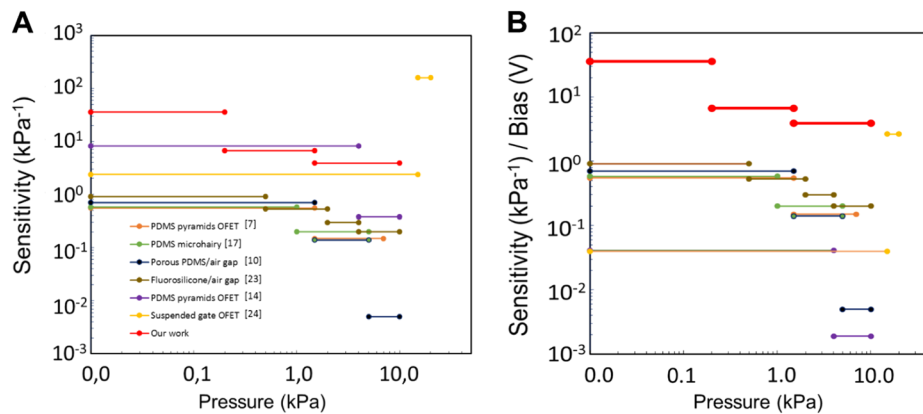 A
B
10³
10²
10¹
10⁰
10⁻¹
10⁻²
10⁻³
Sensitivity (kPa⁻¹)
PDMS pyramids OFET [7]
PDMS microhairy [17]
Porous PDMS/air gap [10]
Fluorosilicone/air gap [23]
PDMS pyramids OFET [14]
Suspended gate OFET [24]
Our work
0,0 0,1 1,0 10,0
Pressure (kPa)
10²
10¹
10⁰
10⁻¹
10⁻²
10⁻³
Sensitivity (kPa⁻¹) / Bias (V)
0.0 0.1 1.0 10.0
Pressure (kPa)